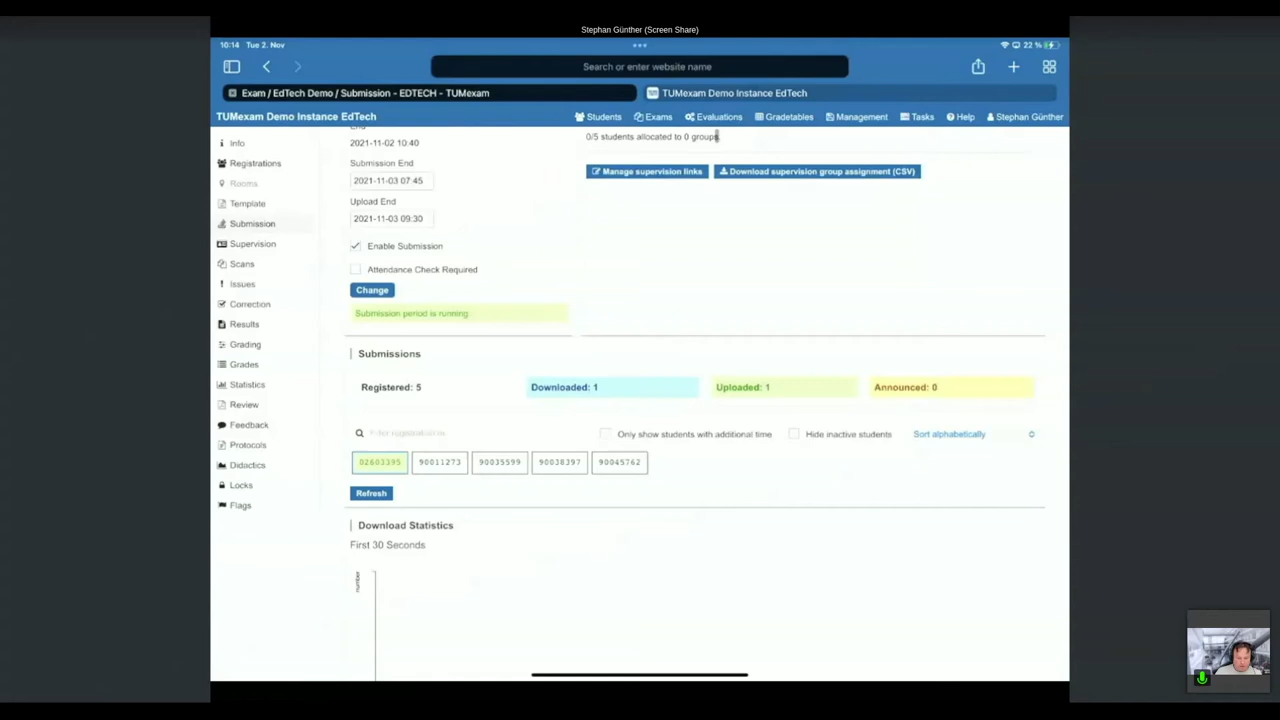 Stephan Günther (Screen Share)
10:14 Tue 2. Nov
22 %
Search or enter website name
Exam / EdTech Demo / Submission - EDTECH - TUMexam
TUMexam Demo Instance EdTech
TUMexam Demo Instance EdTech
Students
Exams
Evaluations
Gradetables
Management
Tasks
Help
Stephan Günther
Info
Registrations
Rooms
Template
Submission
Supervision
Scans
Issues
Correction
Results
Grading
Grades
Statistics
Review
Feedback
Protocols
Didactics
Locks
Flags
End
2021-11-02 10:40
Submission End
2021-11-03 07:45
Upload End
2021-11-03 09:30
Enable Submission
Attendance Check Required
Change
Submission period is running
0/5 students allocated to 0 groups.
Manage supervision links
Download supervision group assignment (CSV)
Submissions
Registered: 5
Downloaded: 1
Uploaded: 1
Announced: 0
Only show students with additional time
Hide inactive students
Sort alphabetically
02603395
90011273
90035599
90038397
90045762
Refresh
Download Statistics
First 30 Seconds
number